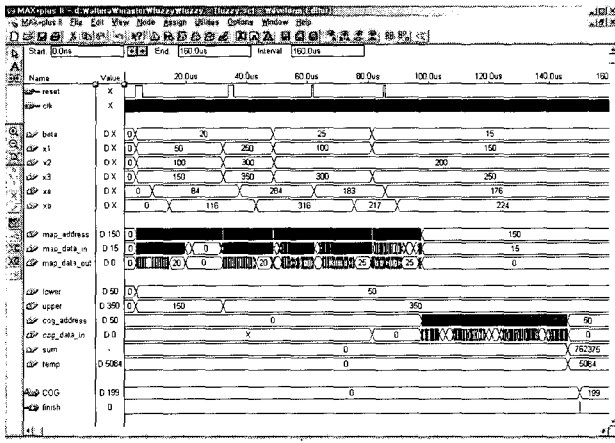 MAX+plus II - d:\altera\Winastor\fuzzy\fuzzy - [fuzzy.scf - Waveform Editor]
MAX+plus II File Edit View Node Assign Utilities Options Window Help
Start: 0.0ns End: 160.0us Interval: 160.0us
Name: Value: 20.0us 40.0us 60.0us 80.0us 100.0us 120.0us 140.0us 160
reset X
clk X
beta D X 0 20 25 15
x1 D X 0 50 250 100 150
x2 D X 0 100 300 200
x3 D X 0 150 350 300 250
xa D X 0 84 284 183 176
xb D X 0 116 316 217 224
map_address D 150 0 150
map_data_in D 15 0 0 15
map_data_out D 0 0 20 0 20 25 25 0
lower D 50 0 50
upper D 350 0 150 350
cog_address D 50 0 50
cog_data_in D 0 X 0 0
sum 0 762375
temp D 5084 0 5084
COG D 199 0 199
finish 0